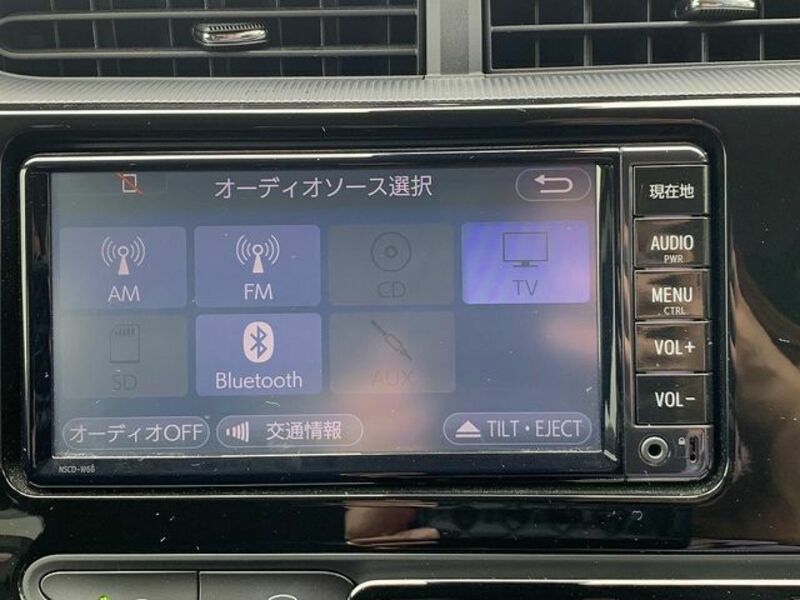 オーディオソース選択
現在地
AM
FM
CD
TV
AUDIO
PWR
MENU
CTRL
SD
Bluetooth
AUX
VOL+
VOL-
オーディオOFF
交通情報
TILT・EJECT
NSCD-W66